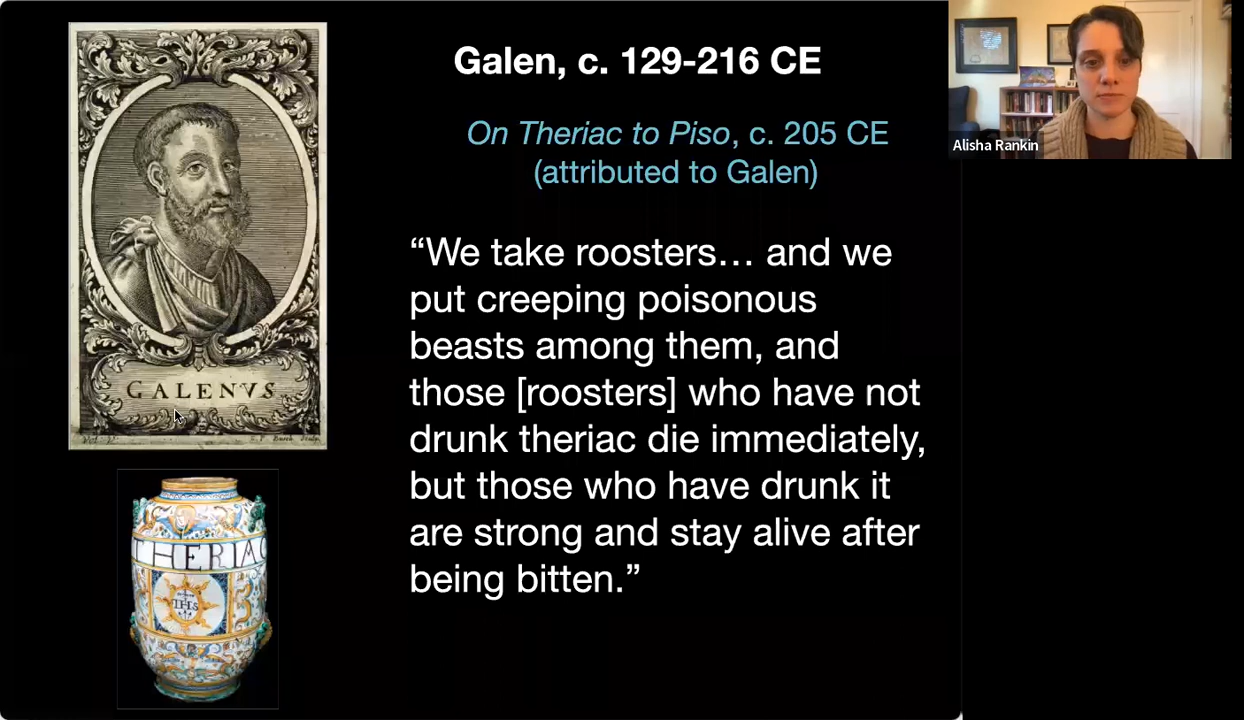 Galen, c. 129-216 CE
On Theriac to Piso, c. 205 CE
(attributed to Galen)
“We take roosters… and we
put creeping poisonous
beasts among them, and
those [roosters] who have not
drunk theriac die immediately,
but those who have drunk it
are strong and stay alive after
being bitten.”
GALENVS
THERIAC
Alisha Rankin